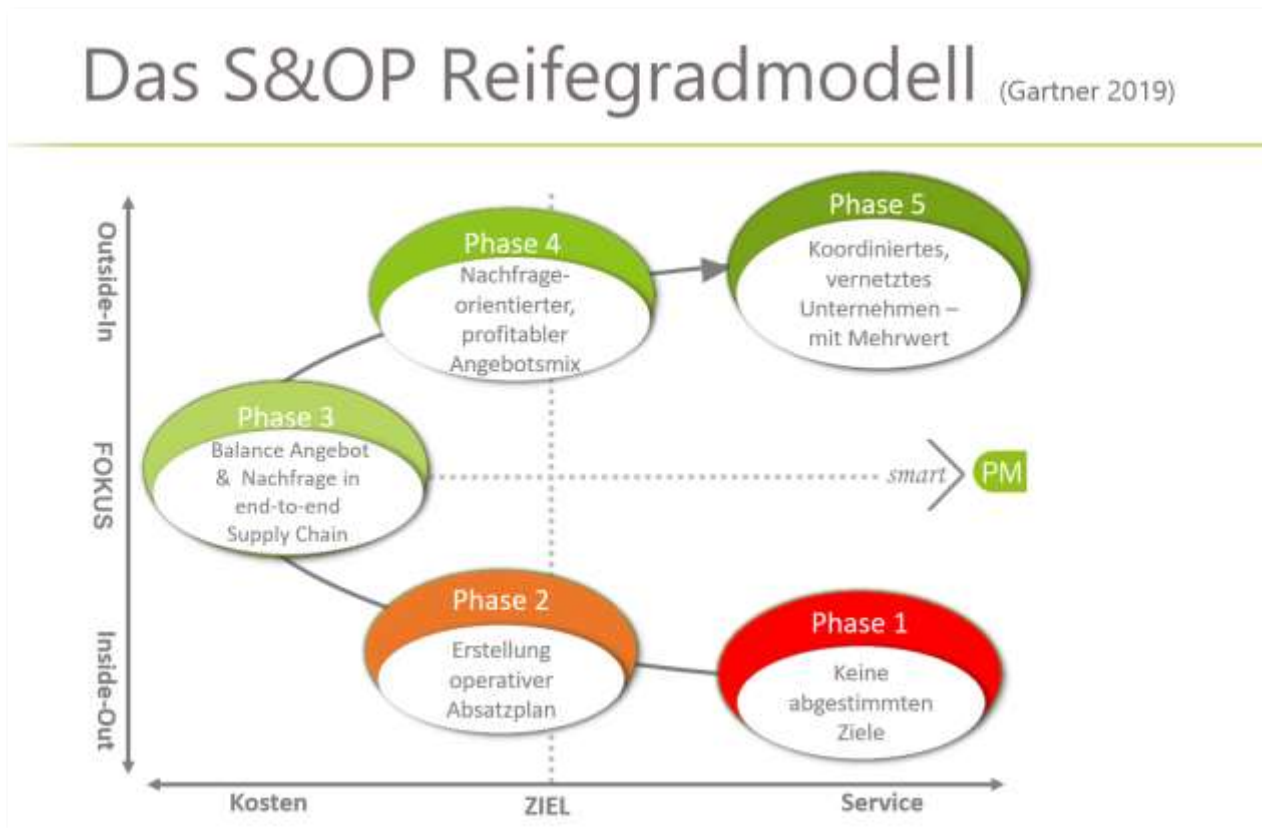 Das S&OP Reifegradmodell (Gartner 2019)
Outside-In
FOKUS
Inside-Out
Phase 5
Koordiniertes,
vernetztes
Unternehmen –
mit Mehrwert
Phase 4
Nachfrage-
orientierter,
profitabler
Angebotsmix
Phase 3
Balance Angebot
& Nachfrage in
end-to-end
Supply Chain
smart PM
Phase 2
Erstellung
operativer
Absatzplan
Phase 1
Keine
abgestimmten
Ziele
Kosten ZIEL Service